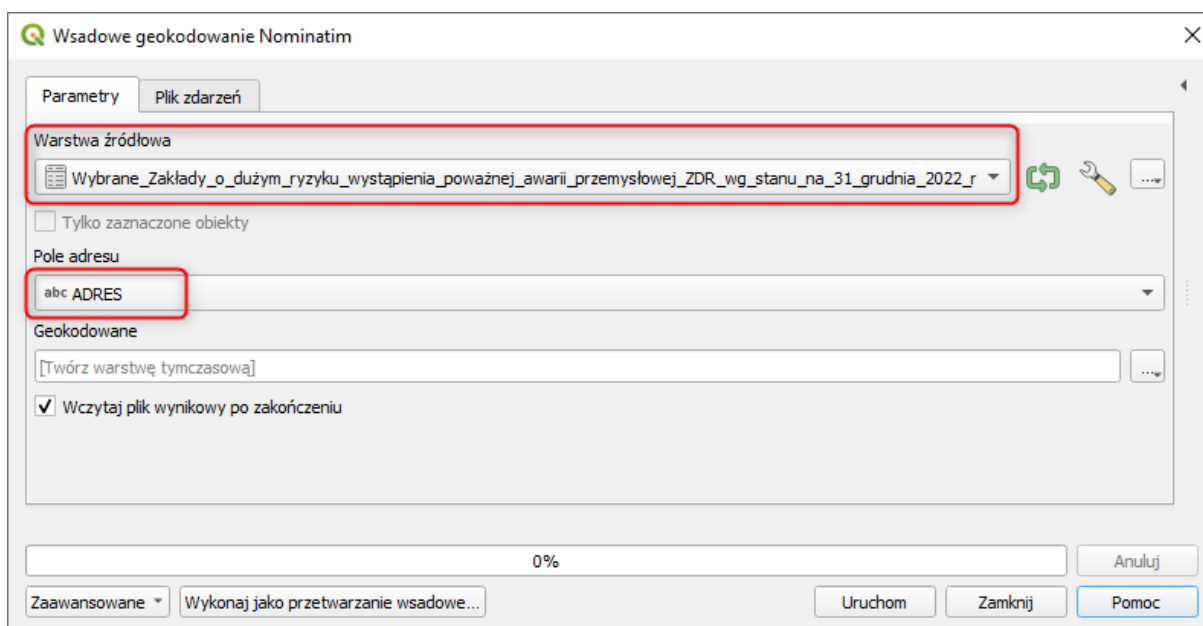 Wsadowe geokodowanie Nominatim
Parametry
Plik zdarzeń
Warstwa źródłowa
Wybrane_Zakłady_o_dużym_ryzyku_wystąpienia_poważnej_awarii_przemysłowej_ZDR_wg_stanu_na_31_grudnia_2022_r
...
Tylko zaznaczone obiekty
Pole adresu
abc ADRES
Geokodowane
[Twórz warstwę tymczasową]
...
Wczytaj plik wynikowy po zakończeniu
0%
Anuluj
Zaawansowane
Wykonaj jako przetwarzanie wsadowe...
Uruchom
Zamknij
Pomoc